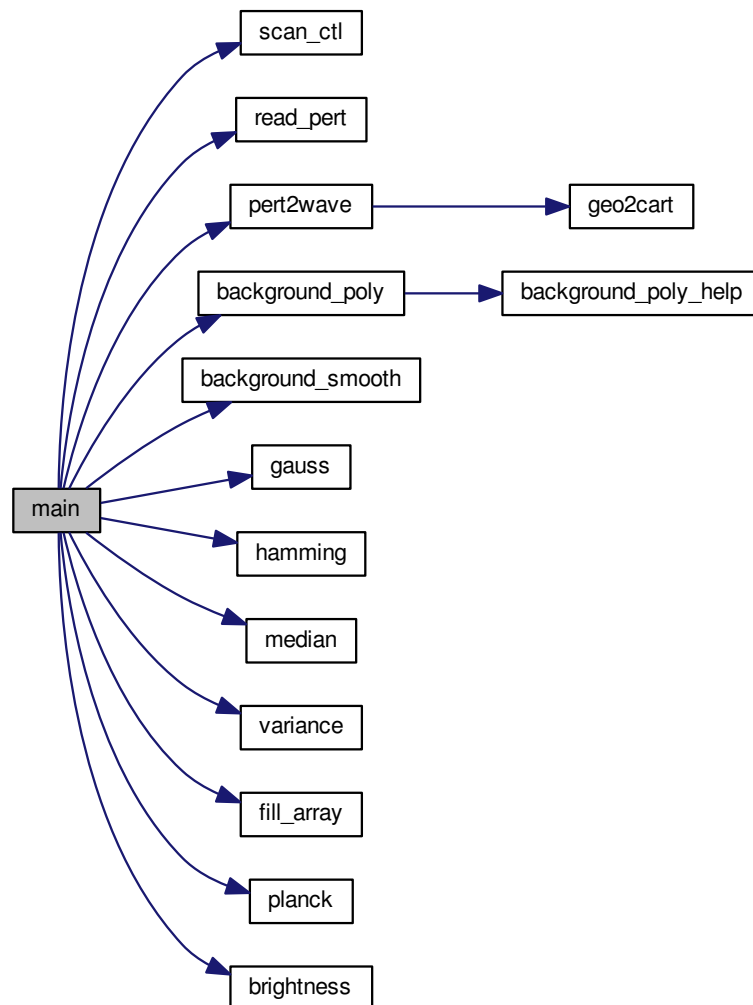 scan_ctl
read_pert
pert2wave
geo2cart
background_poly
background_poly_help
background_smooth
gauss
main
hamming
median
variance
fill_array
planck
brightness